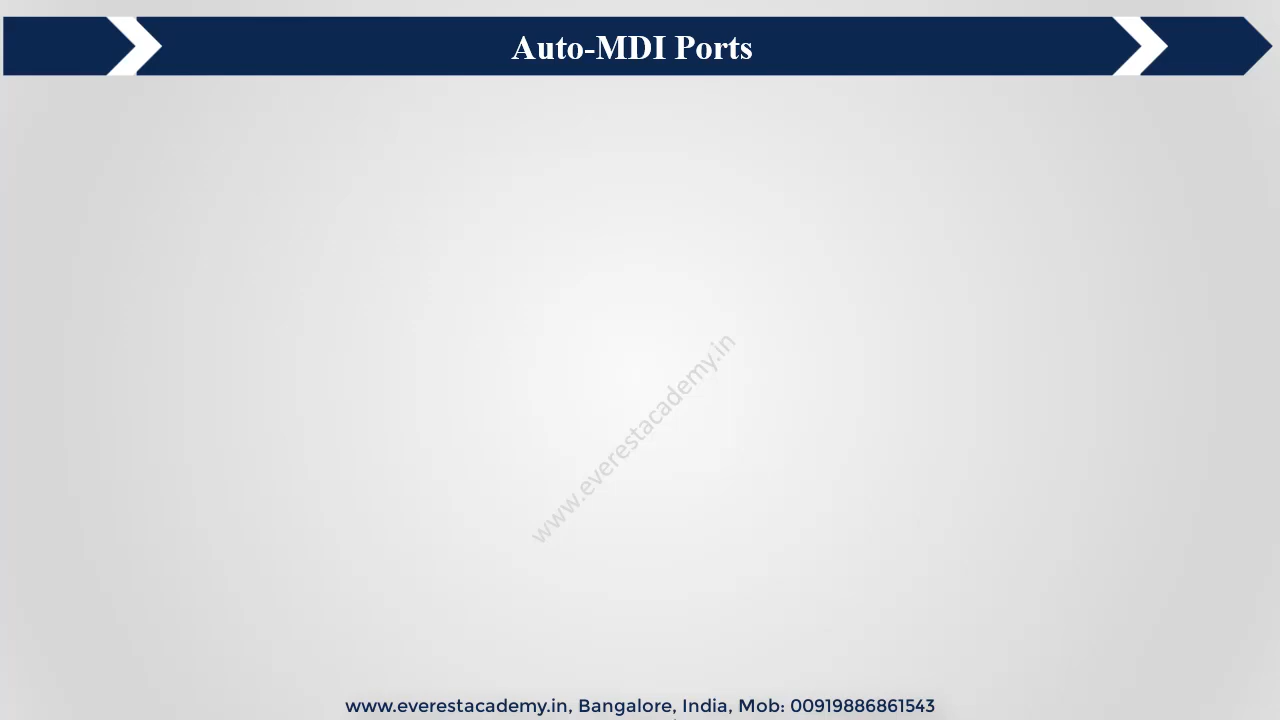 Auto-MDI Ports
www.everestacademy.in
www.everestacademy.in, Bangalore, India, Mob: 00919886861543